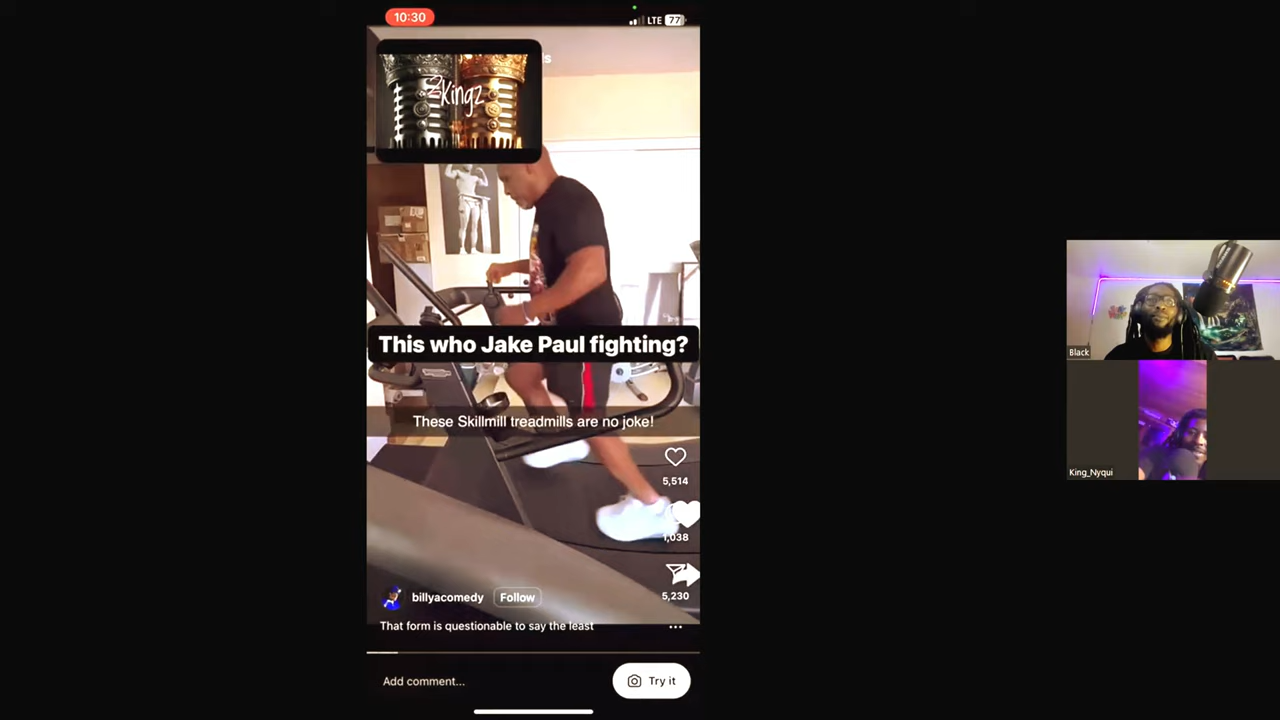 10:30
LTE 77
2Kingz
This who Jake Paul fighting?
These Skillmill treadmills are no joke!
5,514
1,038
5,230
billyacomedy Follow
That form is questionable to say the least
Add comment...
Try it
Black
King_Nyqui